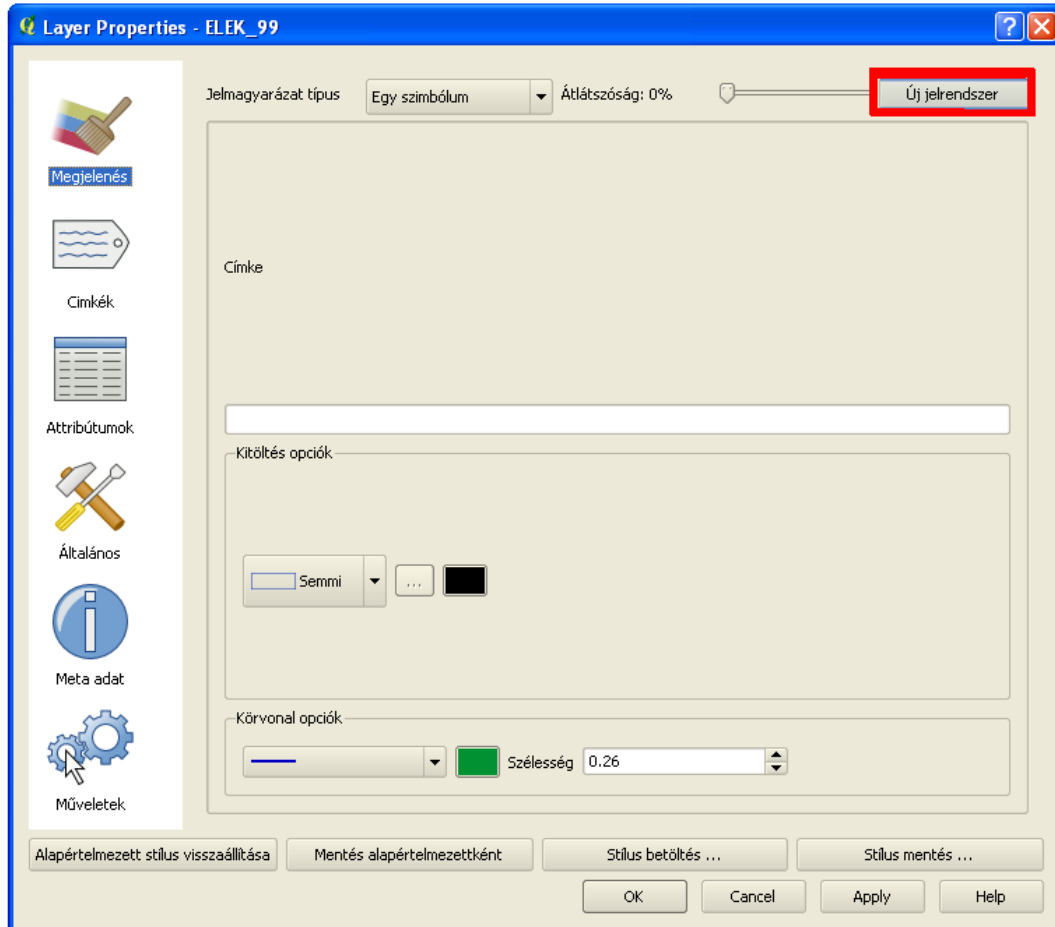 Layer Properties - ELEK_99
Jelmagyarázat típus
Egy szimbólum
Átlátszóság: 0%
Új jelrendszer
Megjelenés
Cimkék
Attribútumok
Általános
Meta adat
Műveletek
Címke
Kitöltés opciók
Semmi
...
Körvonal opciók
Szélesség
0.26
Alapértelmezett stílus visszaállítása
Mentés alapértelmezettként
Stílus betöltés ...
Stílus mentés ...
OK
Cancel
Apply
Help